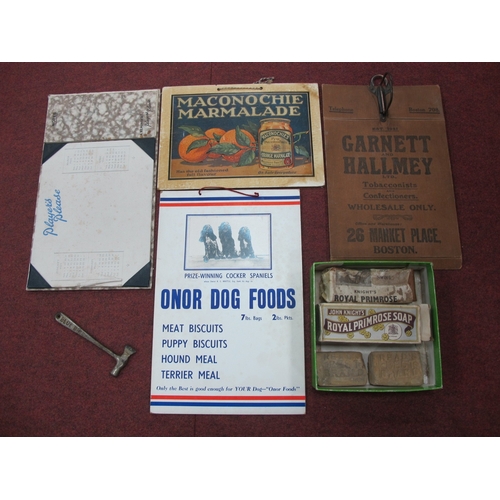 Player's
Please
MACONOCHIE
MARMALADE
MACONOCHIE'S
GARNETT
HALLMEY
Tobacconists
Confectioners,
WHOLESALE ONLY.
26 MARKET PLACE,
BOSTON.
PRIZE-WINNING COCKER SPANIELS
ONOR DOG FOODS
7lb. Bags 2lb. Pkts.
MEAT BISCUITS
PUPPY BISCUITS
HOUND MEAL
TERRIER MEAL
Only the Best is good enough for YOUR Dog—"Onor Foods"
KNIGHT'S
ROYAL PRIMROSE
JOHN KNIGHT'S
ROYAL PRIMROSE SOAP